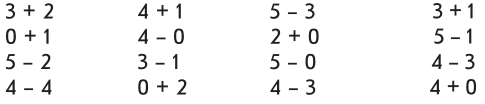 3 + 2 4 + 1 5 – 3 3 + 1
0 + 1 4 – 0 2 + 0 5 – 1
5 – 2 3 – 1 5 – 0 4 – 3
4 – 4 0 + 2 4 – 3 4 + 0